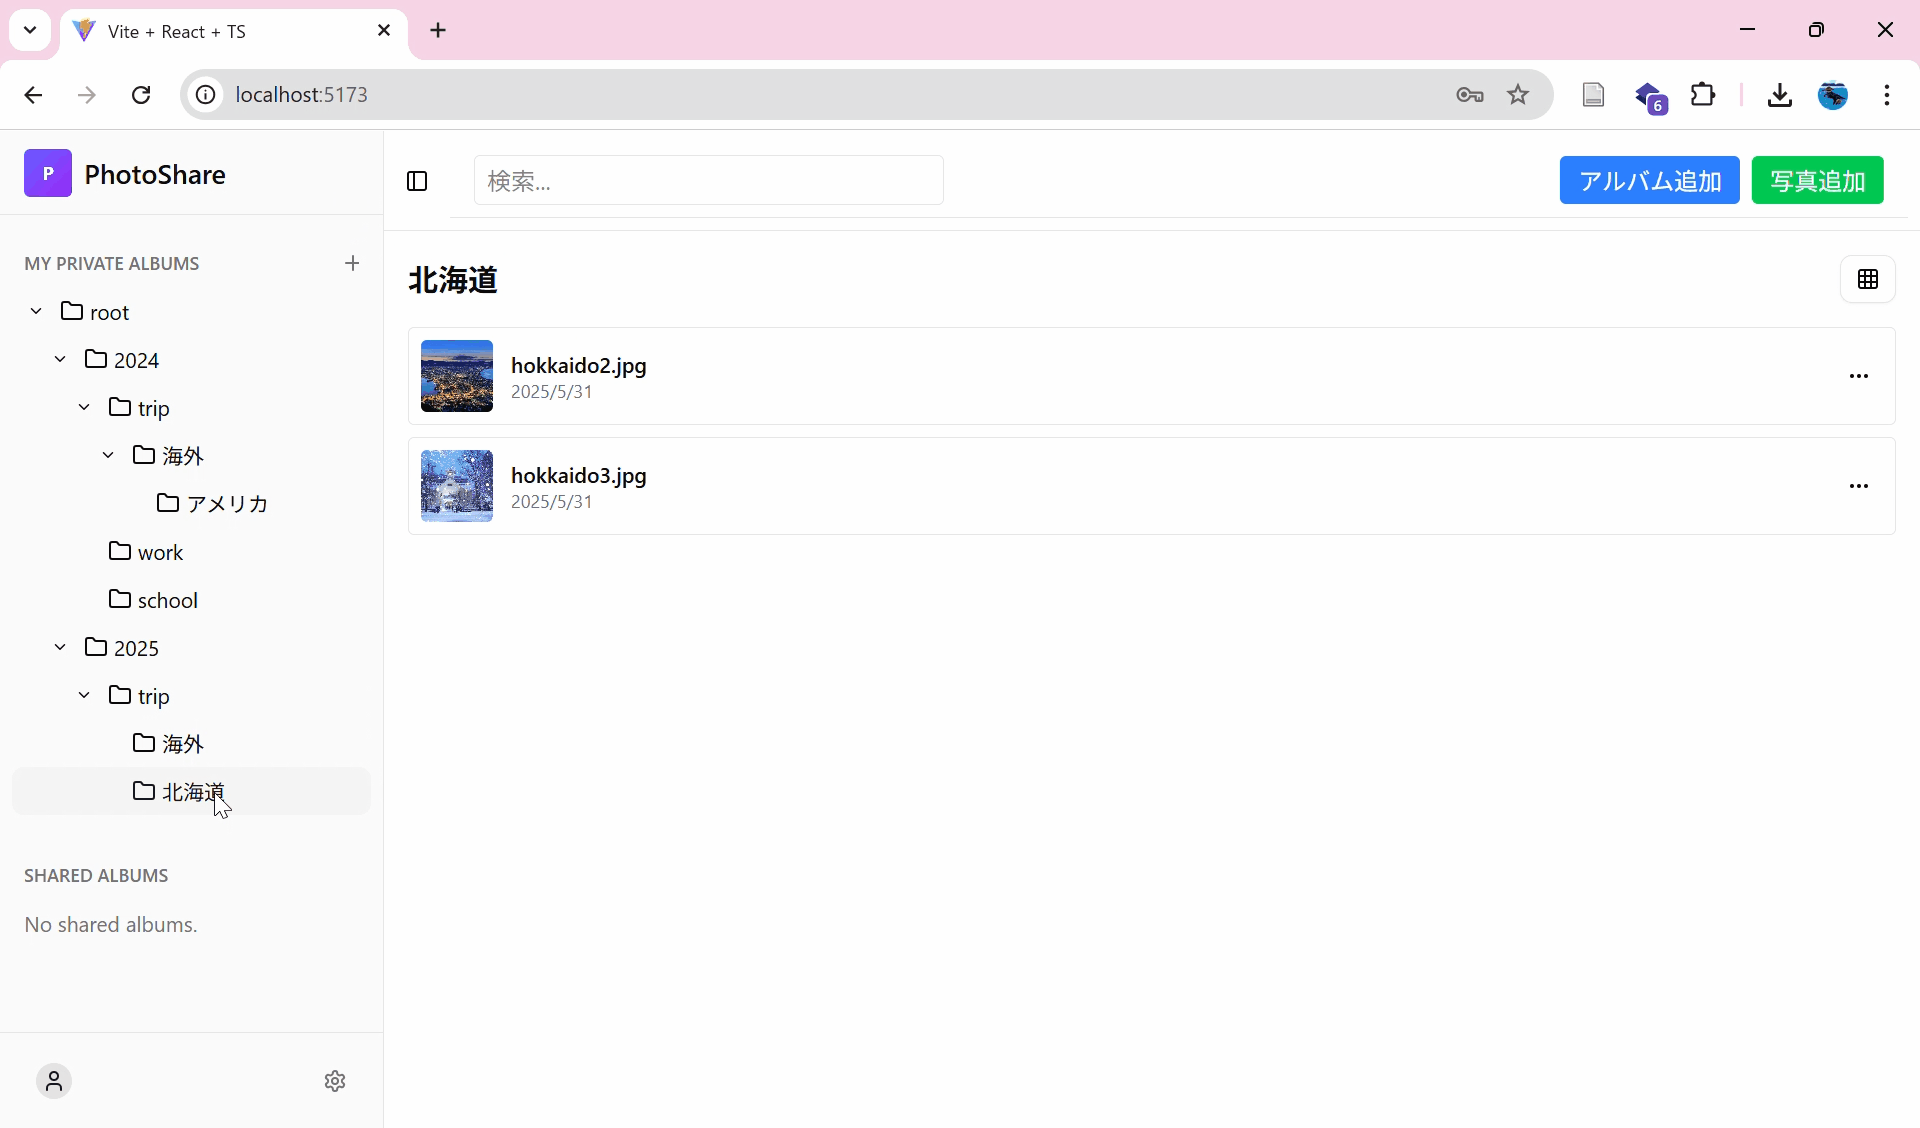 Vite + React + TS
localhost:5173
6
P PhotoShare
検索...
アルバム追加
写真追加
MY PRIVATE ALBUMS
root
2024
trip
海外
アメリカ
work
school
2025
trip
海外
北海道
SHARED ALBUMS
No shared albums.
北海道
hokkaido2.jpg
2025/5/31
hokkaido3.jpg
2025/5/31